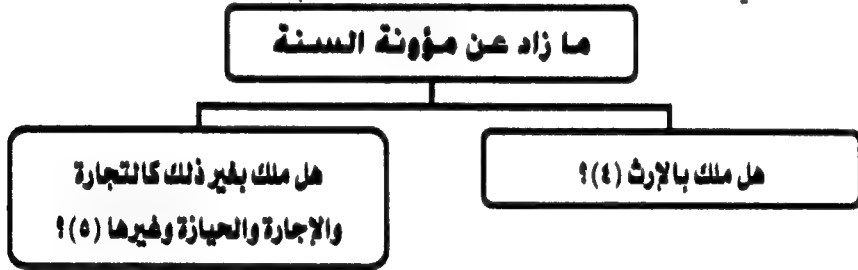 ما زاد عن مؤونة السنة
هل ملك بالإرث (٤)؟
هل ملك بغير ذلك كالتجارة
والإجارة والحيازة وغيرها (٥)؟